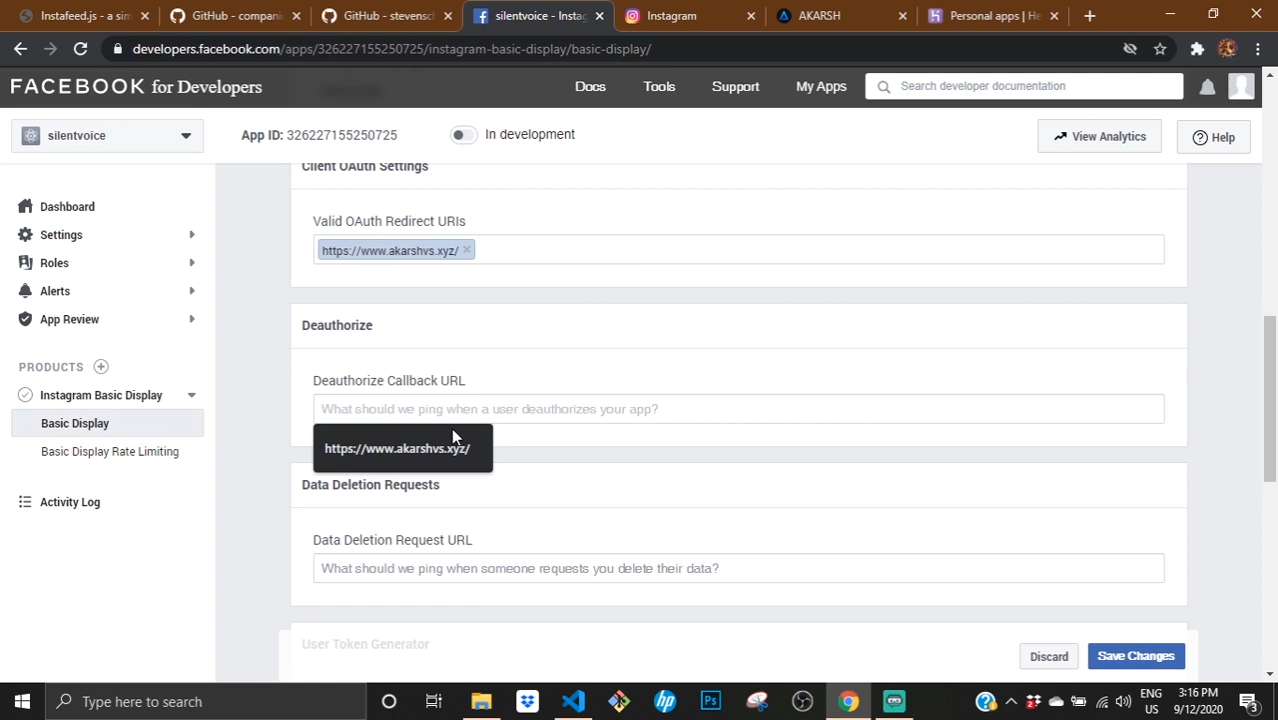 Instafeed.js - a sim
GitHub - compani
GitHub - stevensch
silentvoice - Instag
Instagram
AKARSH
Personal apps | He
developers.facebook.com/apps/326227155250725/instagram-basic-display/basic-display/
FACEBOOK for Developers
Docs
Tools
Support
My Apps
Search developer documentation
silentvoice
App ID: 326227155250725
In development
View Analytics
Help
Client OAuth Settings
Dashboard
Settings
Roles
Alerts
App Review
PRODUCTS
Instagram Basic Display
Basic Display
Basic Display Rate Limiting
Activity Log
Valid OAuth Redirect URIs
https://www.akarshvs.xyz/
Deauthorize
Deauthorize Callback URL
What should we ping when a user deauthorizes your app?
https://www.akarshvs.xyz/
Data Deletion Requests
Data Deletion Request URL
What should we ping when someone requests you delete their data?
User Token Generator
Discard
Save Changes
Type here to search
ENG
US
3:16 PM
9/12/2020
3